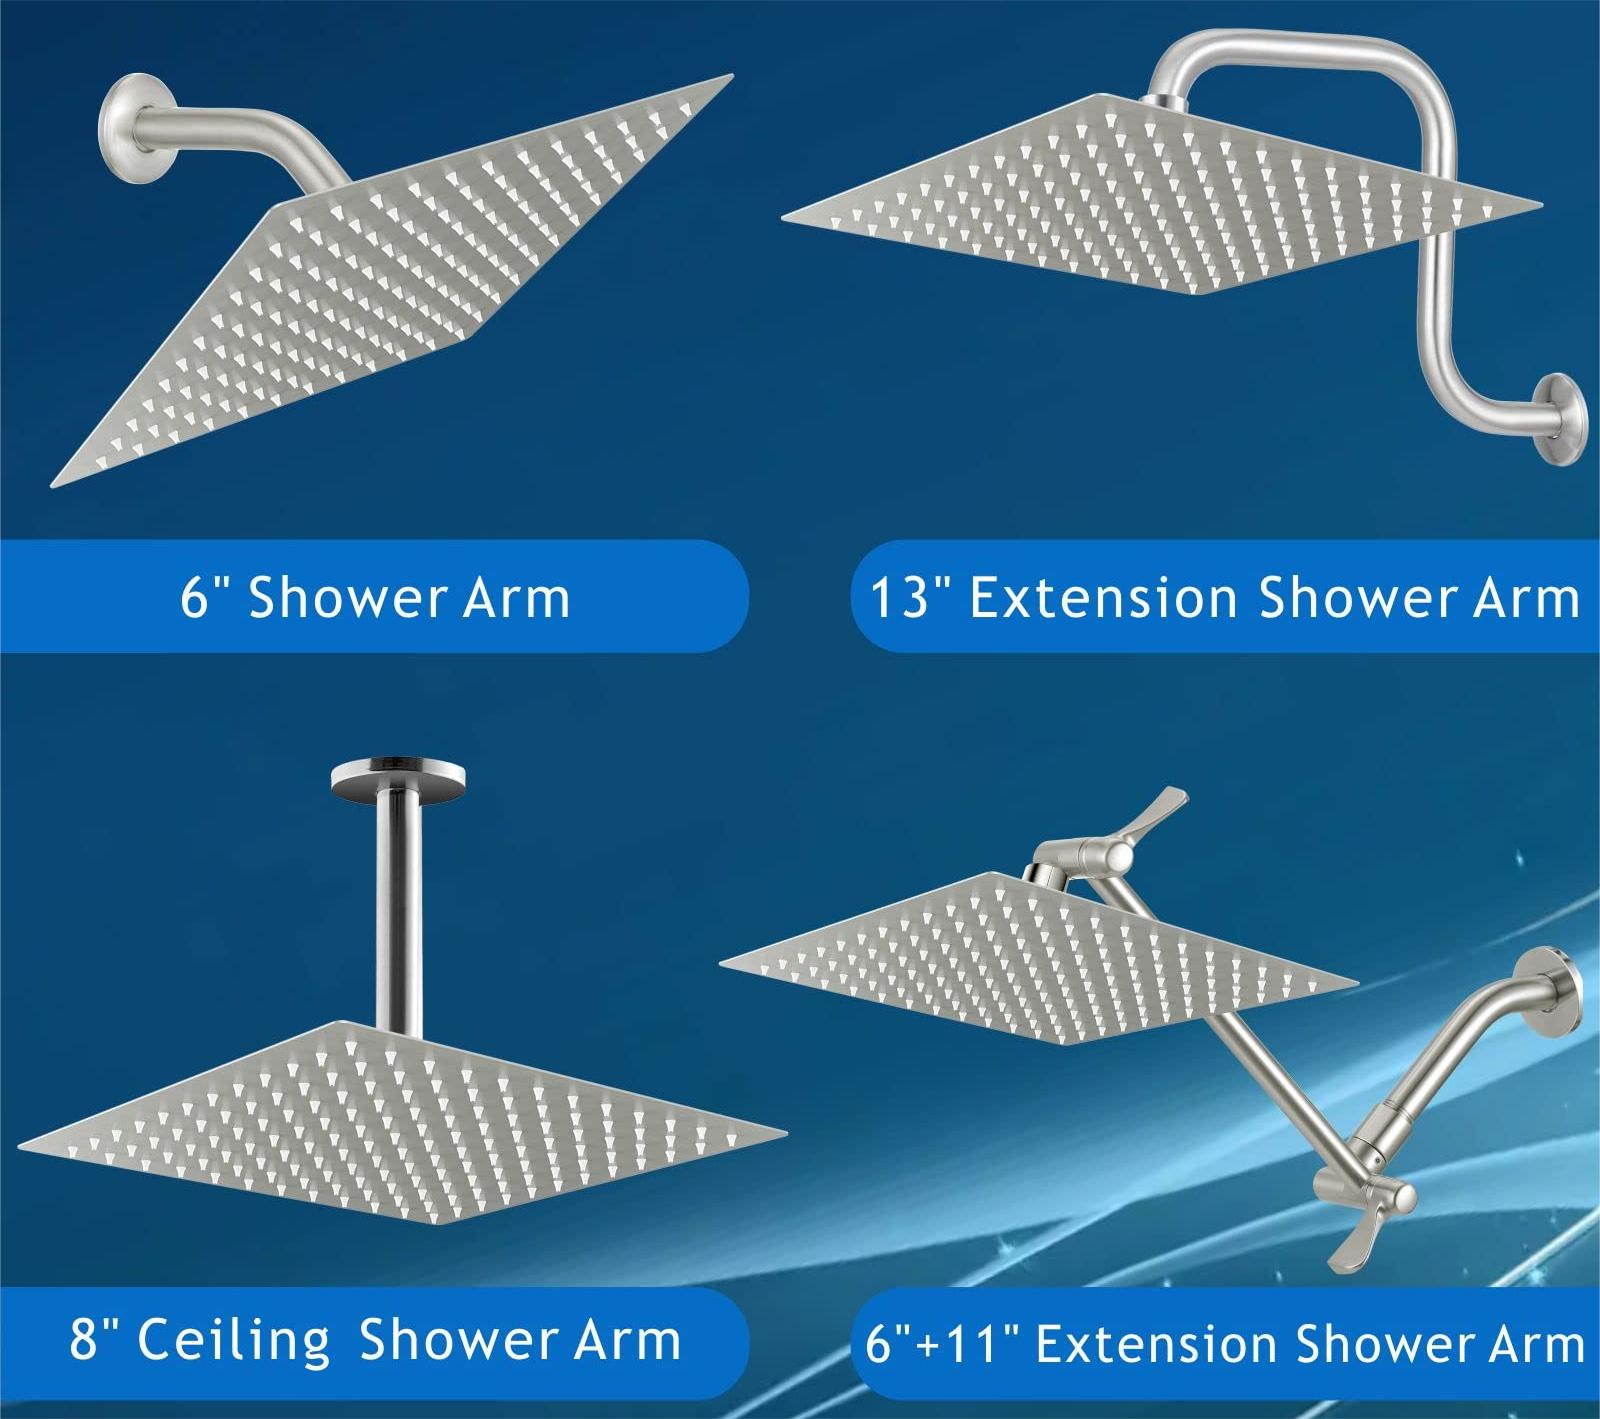 6" Shower Arm
13" Extension Shower Arm
8" Ceiling Shower Arm
6"+11" Extension Shower Arm